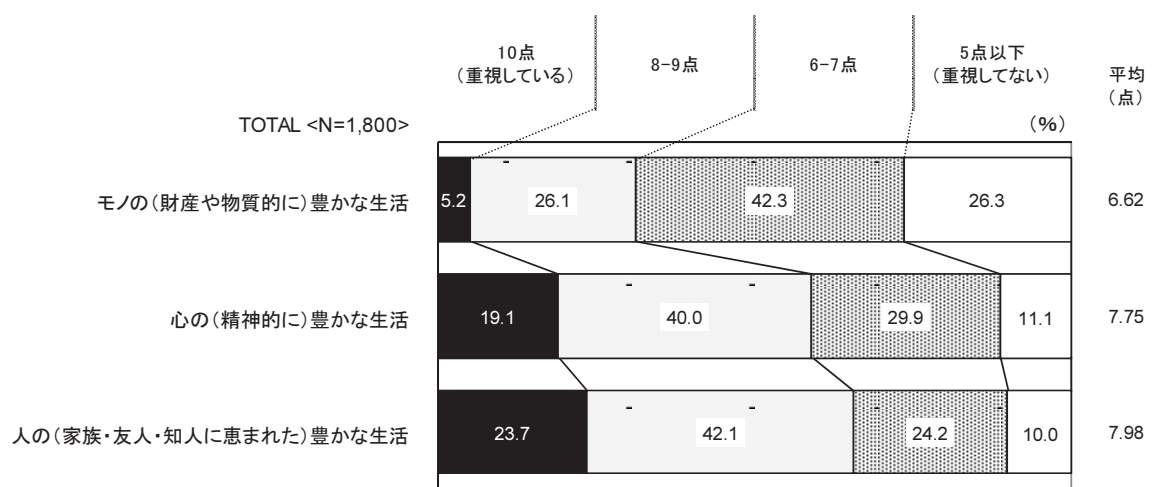 10点
（重視している）
8-9点
6-7点
5点以下
（重視してない）
平均
（点）
TOTAL <N=1,800>
（%）
モノの（財産や物質的に）豊かな生活
5.2
26.1
42.3
26.3
6.62
心の（精神的に）豊かな生活
19.1
40.0
29.9
11.1
7.75
人の（家族・友人・知人に恵まれた）豊かな生活
23.7
42.1
24.2
10.0
7.98